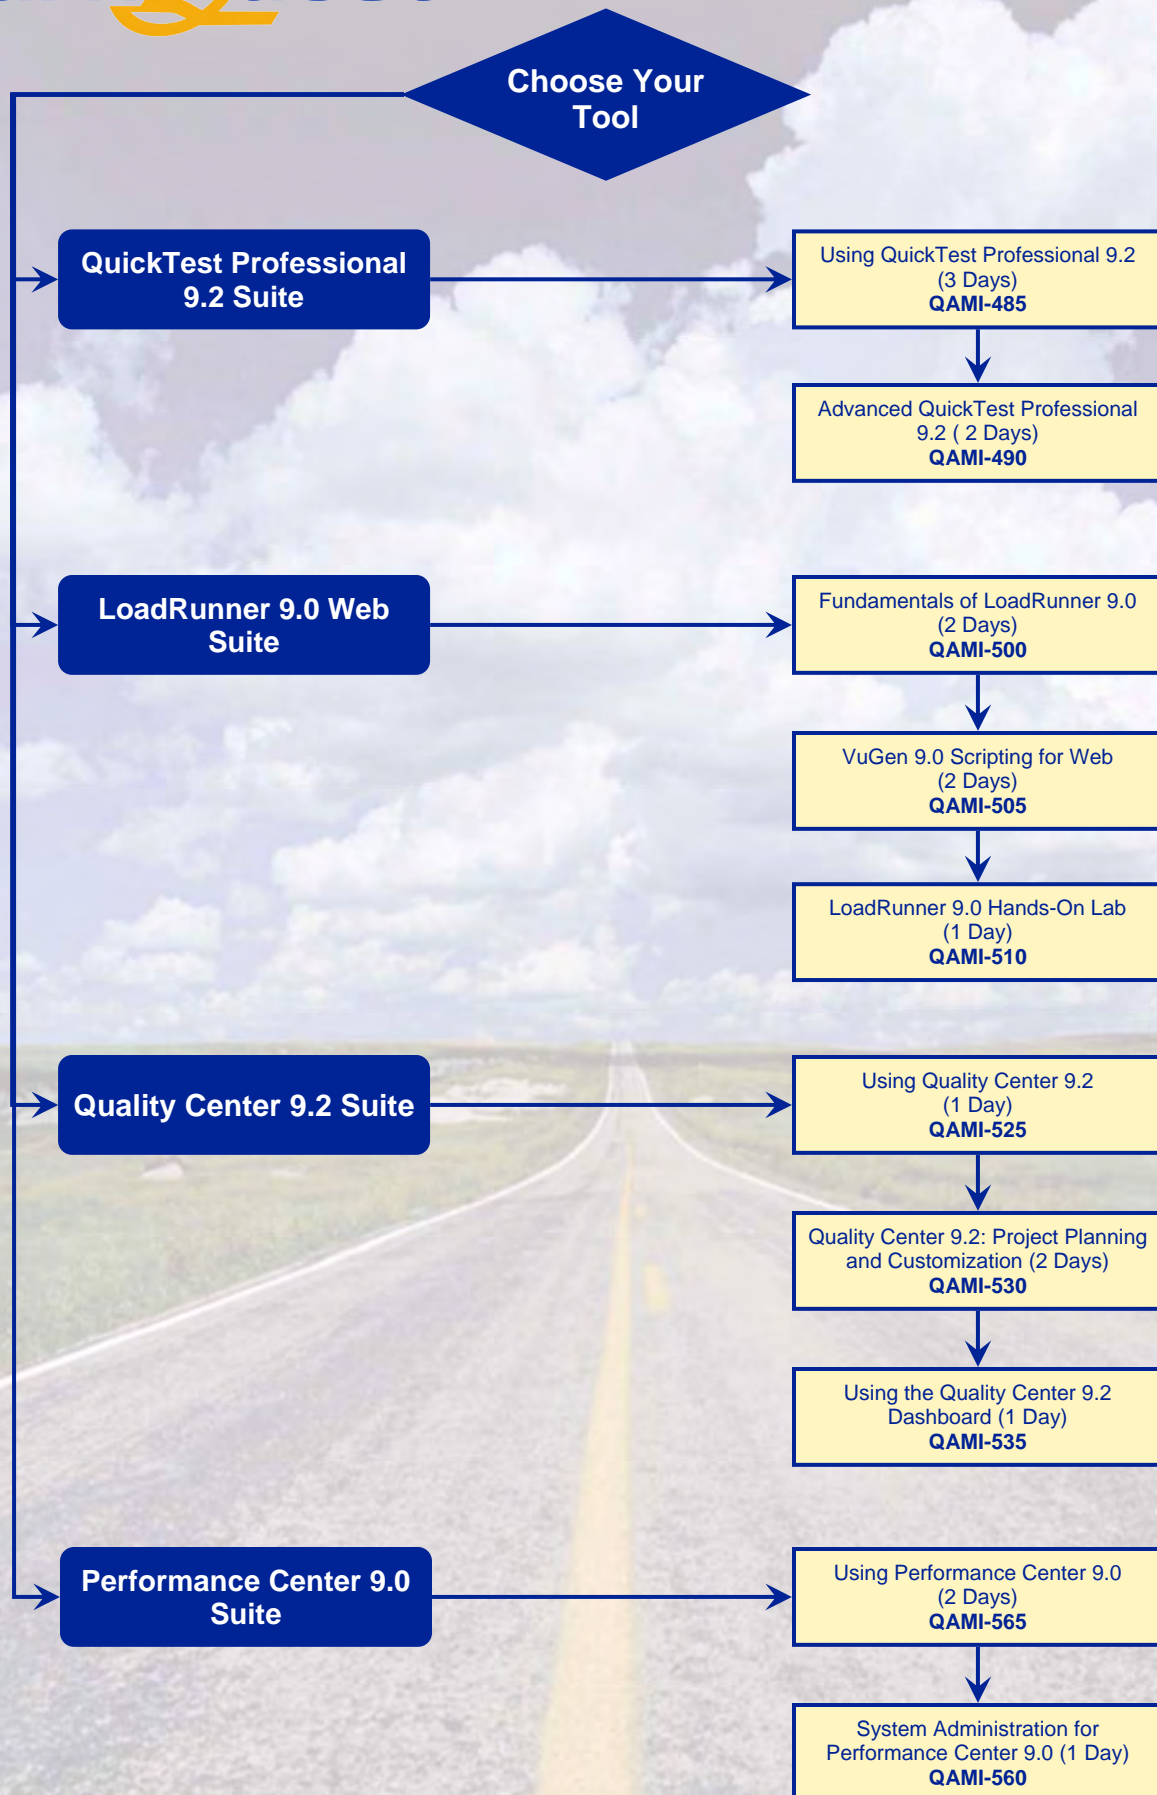 Choose Your
Tool
QuickTest Professional
9.2 Suite
Using QuickTest Professional 9.2
(3 Days)
QAMI-485
Advanced QuickTest Professional
9.2 ( 2 Days)
QAMI-490
LoadRunner 9.0 Web
Suite
Fundamentals of LoadRunner 9.0
(2 Days)
QAMI-500
VuGen 9.0 Scripting for Web
(2 Days)
QAMI-505
LoadRunner 9.0 Hands-On Lab
(1 Day)
QAMI-510
Quality Center 9.2 Suite
Using Quality Center 9.2
(1 Day)
QAMI-525
Quality Center 9.2: Project Planning
and Customization (2 Days)
QAMI-530
Using the Quality Center 9.2
Dashboard (1 Day)
QAMI-535
Performance Center 9.0
Suite
Using Performance Center 9.0
(2 Days)
QAMI-565
System Administration for
Performance Center 9.0 (1 Day)
QAMI-560